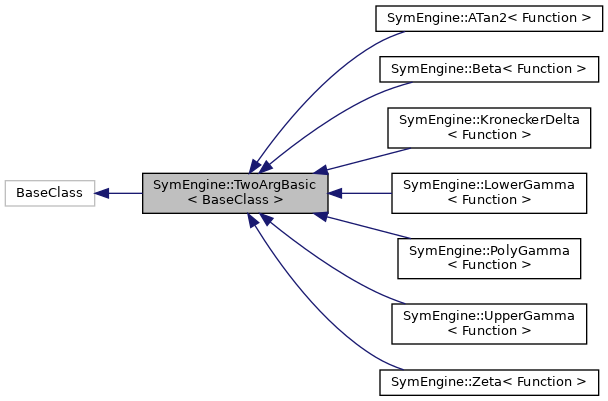 SymEngine::ATan2< Function >
SymEngine::Beta< Function >
SymEngine::KroneckerDelta
< Function >
BaseClass
SymEngine::TwoArgBasic
< BaseClass >
SymEngine::LowerGamma
< Function >
SymEngine::PolyGamma
< Function >
SymEngine::UpperGamma
< Function >
SymEngine::Zeta< Function >